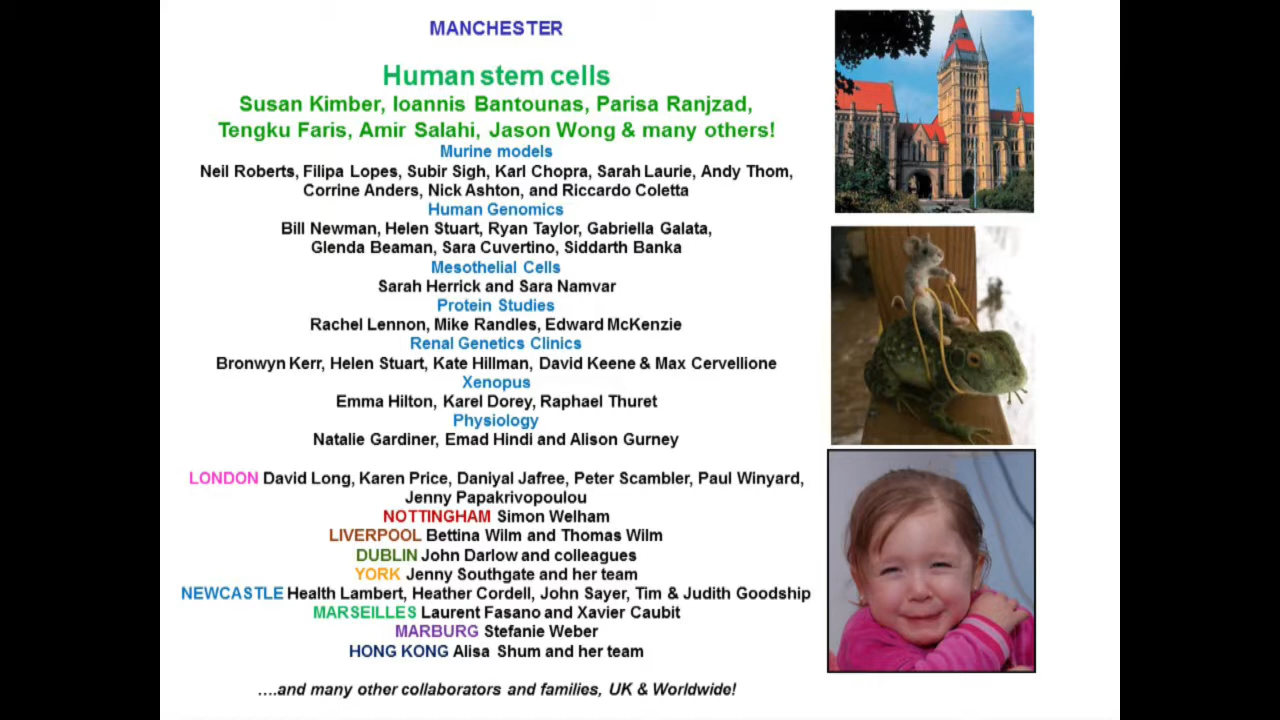 MANCHESTER
Human stem cells
Susan Kimber, Ioannis Bantounas, Parisa Ranjzad,
Tengku Faris, Amir Salahi, Jason Wong & many others!
Murine models
Neil Roberts, Filipa Lopes, Subir Sigh, Karl Chopra, Sarah Laurie, Andy Thom,
Corrine Anders, Nick Ashton, and Riccardo Coletta
Human Genomics
Bill Newman, Helen Stuart, Ryan Taylor, Gabriella Galata,
Glenda Beaman, Sara Cuvertino, Siddarth Banka
Mesothelial Cells
Sarah Herrick and Sara Namvar
Protein Studies
Rachel Lennon, Mike Randles, Edward McKenzie
Renal Genetics Clinics
Bronwyn Kerr, Helen Stuart, Kate Hillman, David Keene & Max Cervellione
Xenopus
Emma Hilton, Karel Dorey, Raphael Thuret
Physiology
Natalie Gardiner, Emad Hindi and Alison Gurney
LONDON David Long, Karen Price, Daniyal Jafree, Peter Scambler, Paul Winyard,
Jenny Papakrivopoulou
NOTTINGHAM Simon Welham
LIVERPOOL Bettina Wilm and Thomas Wilm
DUBLIN John Darlow and colleagues
YORK Jenny Southgate and her team
NEWCASTLE Health Lambert, Heather Cordell, John Sayer, Tim & Judith Goodship
MARSEILLES Laurent Fasano and Xavier Caubit
MARBURG Stefanie Weber
HONG KONG Alisa Shum and her team
….and many other collaborators and families, UK & Worldwide!